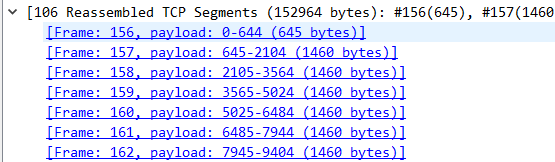 [106 Reassembled TCP Segments (152964 bytes): #156(645), #157(1460
[Frame: 156, payload: 0-644 (645 bytes)]
[Frame: 157, payload: 645-2104 (1460 bytes)]
[Frame: 158, payload: 2105-3564 (1460 bytes)]
[Frame: 159, payload: 3565-5024 (1460 bytes)]
[Frame: 160, payload: 5025-6484 (1460 bytes)]
[Frame: 161, payload: 6485-7944 (1460 bytes)]
[Frame: 162, payload: 7945-9404 (1460 bytes)]